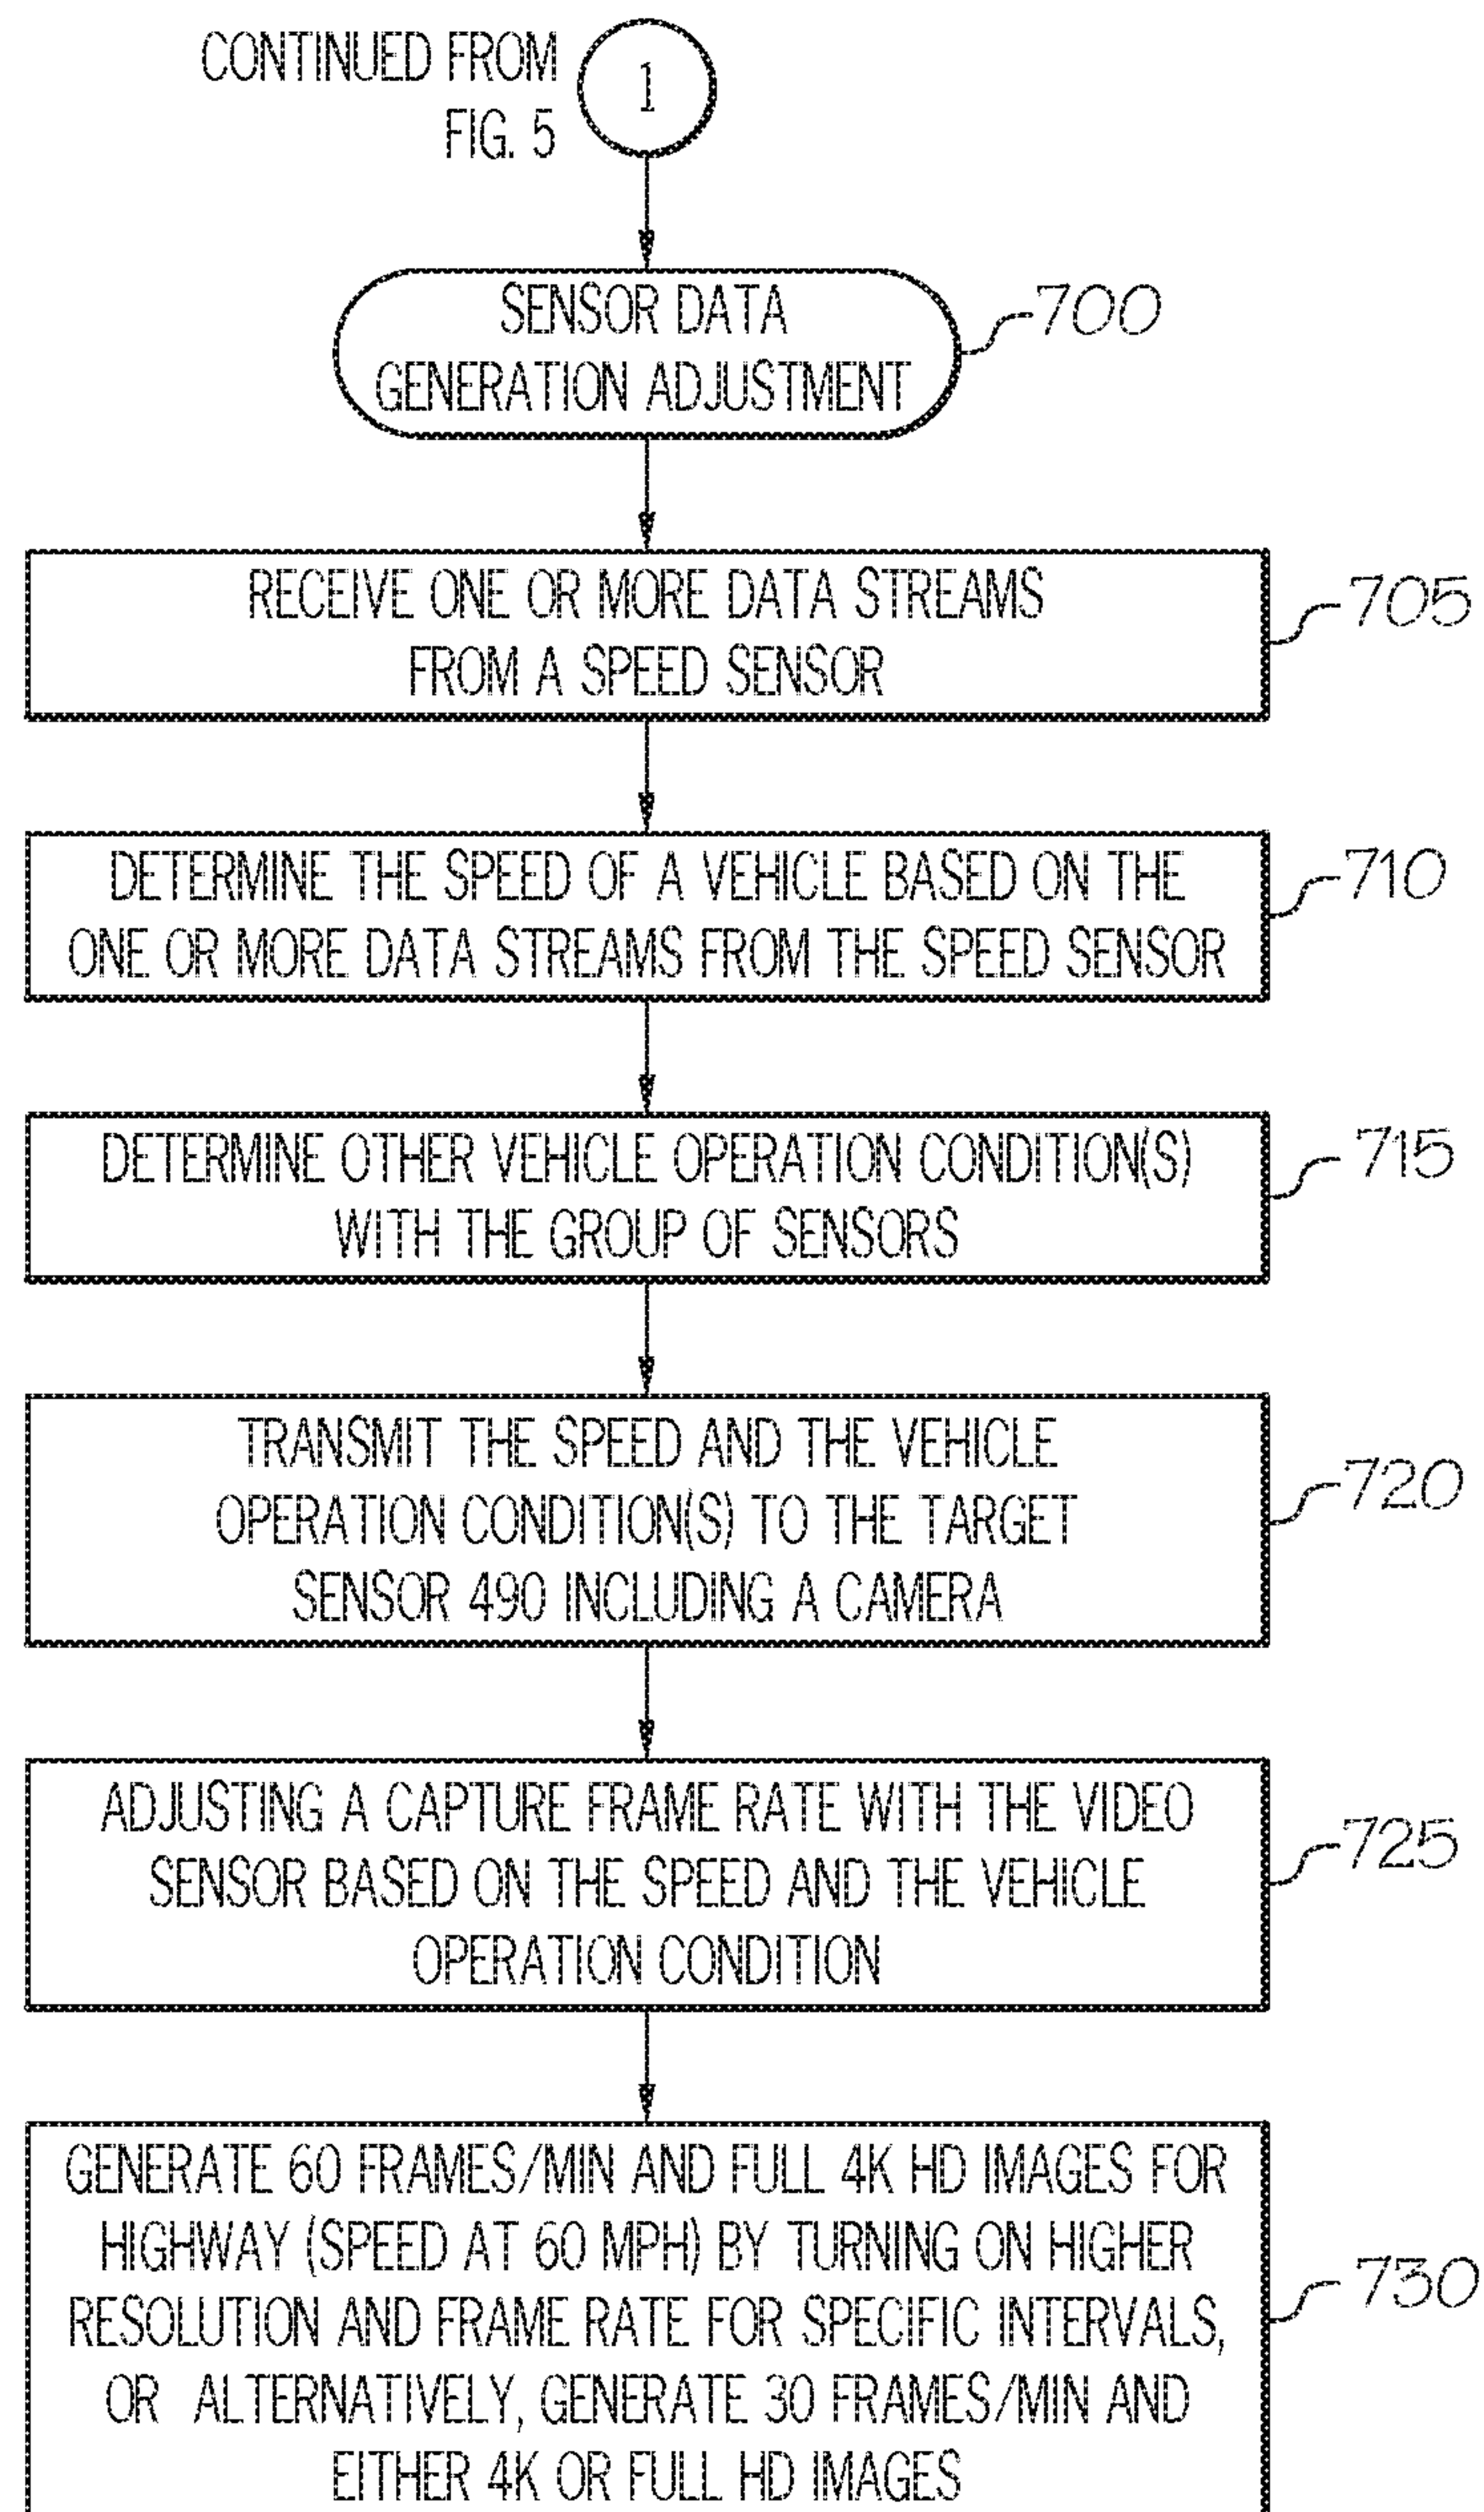 CONTINUED FROM
FIG. 5
1
SENSOR DATA
GENERATION ADJUSTMENT
700
RECEIVE ONE OR MORE DATA STREAMS
FROM A SPEED SENSOR
705
DETERMINE THE SPEED OF A VEHICLE BASED ON THE
ONE OR MORE DATA STREAMS FROM THE SPEED SENSOR
710
DETERMINE OTHER VEHICLE OPERATION CONDITION(S)
WITH THE GROUP OF SENSORS
715
TRANSMIT THE SPEED AND THE VEHICLE
OPERATION CONDITION(S) TO THE TARGET
SENSOR 490 INCLUDING A CAMERA
720
ADJUSTING A CAPTURE FRAME RATE WITH THE VIDEO
SENSOR BASED ON THE SPEED AND THE VEHICLE
OPERATION CONDITION
725
GENERATE 60 FRAMES/MIN AND FULL 4K HD IMAGES FOR
HIGHWAY (SPEED AT 60 MPH) BY TURNING ON HIGHER
RESOLUTION AND FRAME RATE FOR SPECIFIC INTERVALS,
OR ALTERNATIVELY, GENERATE 30 FRAMES/MIN AND
EITHER 4K OR FULL HD IMAGES
730